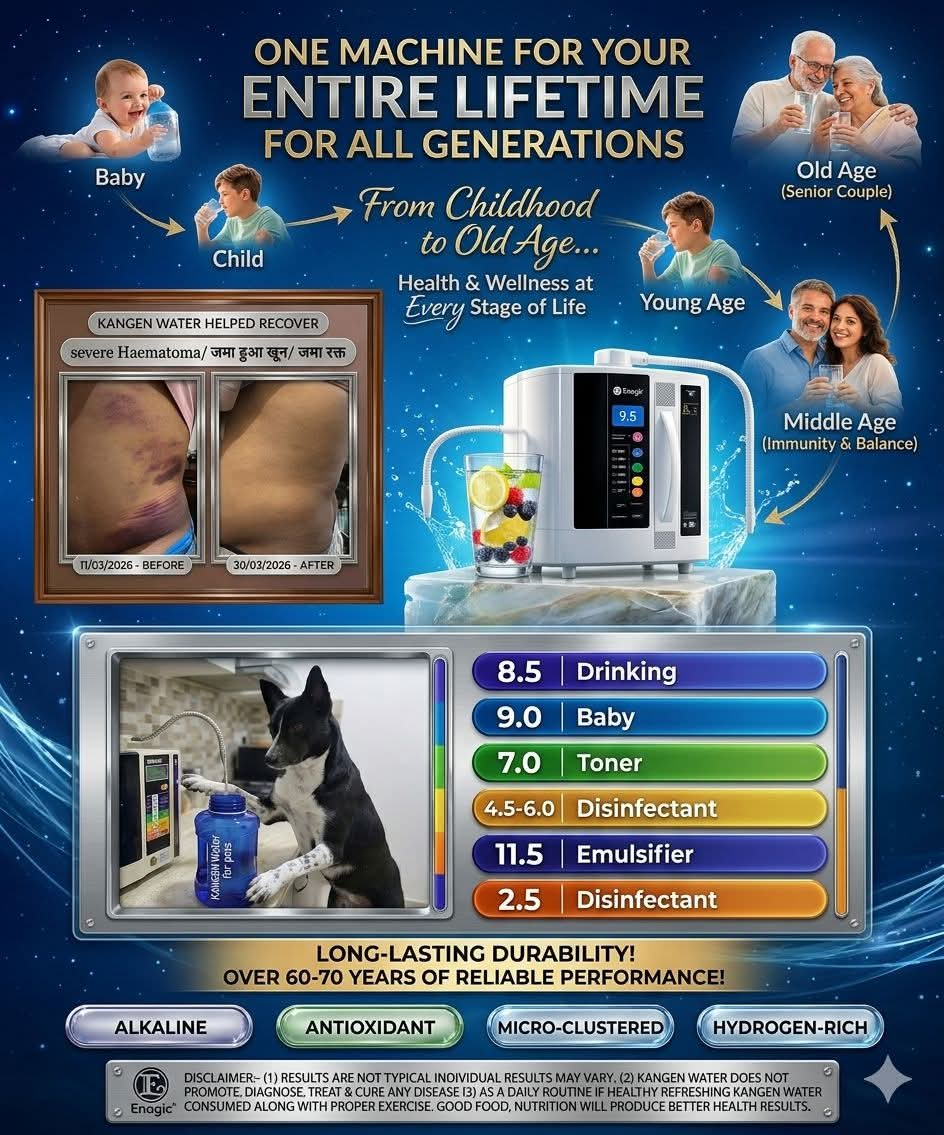 ONE MACHINE FOR YOUR
ENTIRE LIFETIME
FOR ALL GENERATIONS
Baby
Child
From Childhood
to Old Age...
Health & Wellness at
Every Stage of Life
Young Age
Old Age
(Senior Couple)
Middle Age
(Immunity & Balance)
KANGEN WATER HELPED RECOVER
severe Haematoma/ जमा हुआ खून/ जमा रक्त
11/03/2026 - BEFORE
30/03/2026 - AFTER
Enagic
9.5
KANGEN Water
for pets
8.5 | Drinking
9.0 | Baby
7.0 | Toner
4.5-6.0 | Disinfectant
11.5 | Emulsifier
2.5 | Disinfectant
LONG-LASTING DURABILITY!
OVER 60-70 YEARS OF RELIABLE PERFORMANCE!
ALKALINE
ANTIOXIDANT
MICRO-CLUSTERED
HYDROGEN-RICH
Enagic
DISCLAIMER:- (1) RESULTS ARE NOT TYPICAL INDIVIDUAL RESULTS MAY VARY, (2) KANGEN WATER DOES NOT
PROMOTE, DIAGNOSE, TREAT & CURE ANY DISEASE I3) AS A DAILY ROUTINE IF HEALTHY REFRESHING KANGEN WATER
CONSUMED ALONG WITH PROPER EXERCISE. GOOD FOOD, NUTRITION WILL PRODUCE BETTER HEALTH RESULTS.